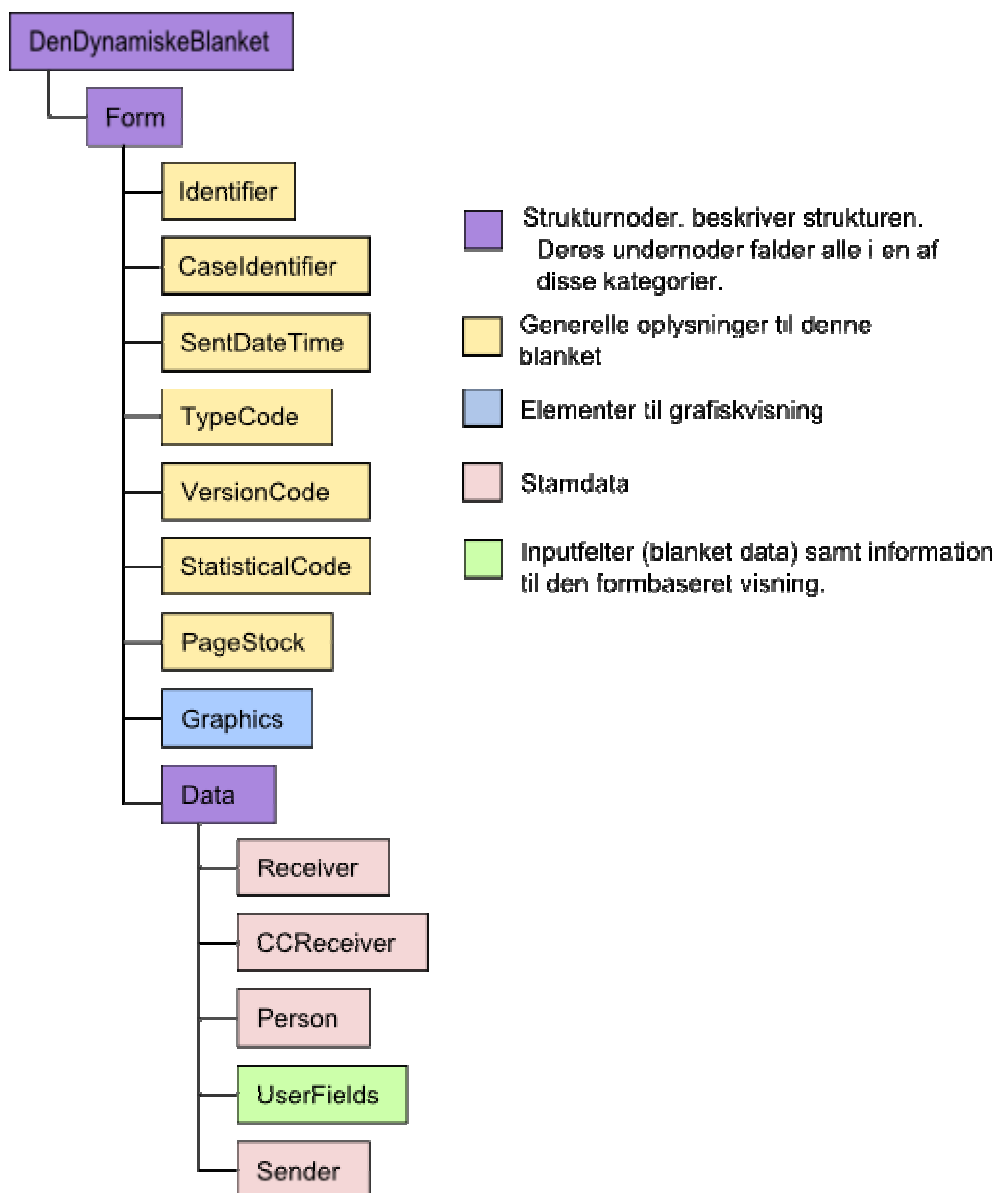 DenDynamiskeBlanket
Form
Identifier
CaseIdentifier
SentDateTime
TypeCode
VersionCode
StatisticalCode
PageStock
Graphics
Data
Receiver
CCReceiver
Person
UserFields
Sender
Strukturnoder. beskriver strukturen.
Deres undernoder falder alle i en af
disse kategorier.
Generelle oplysninger til denne
blanket
Elementer til grafiskvisning
Stamdata
Inputfelter (blanket data) samt information
til den formbaseret visning.